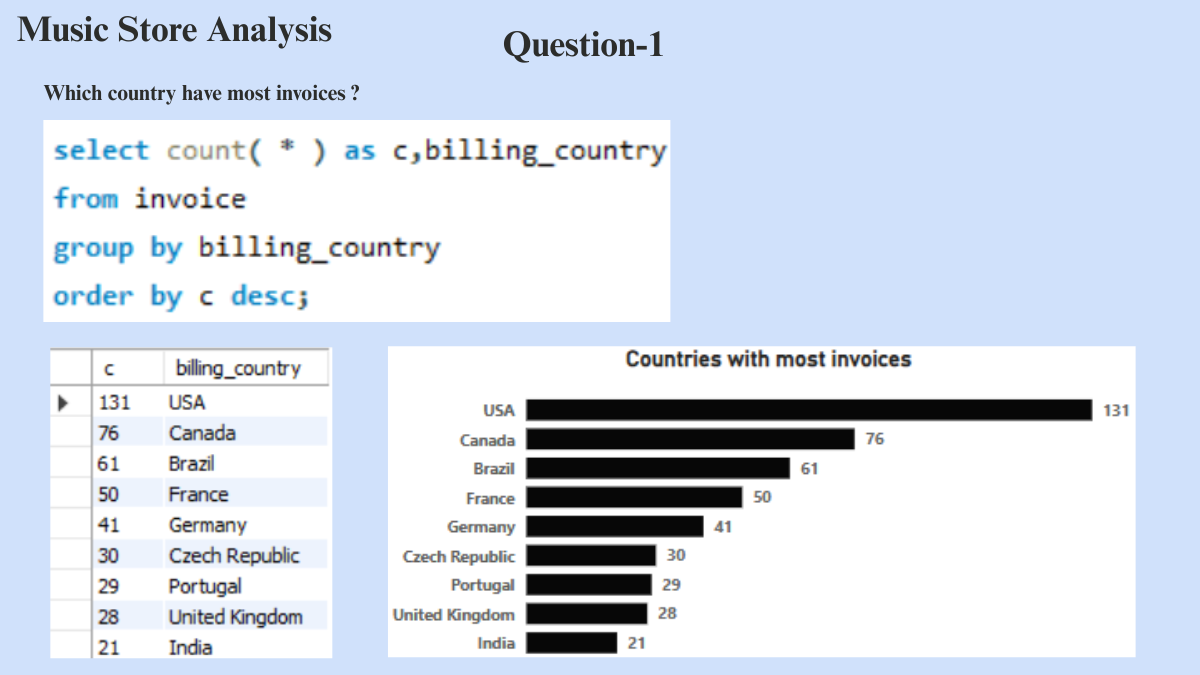 Music Store Analysis
Question-1
Which country have most invoices ?
select count( * ) as c,billing_country
from invoice
group by billing_country
order by c desc;
c billing_country
131 USA
76 Canada
61 Brazil
50 France
41 Germany
30 Czech Republic
29 Portugal
28 United Kingdom
21 India
Countries with most invoices
USA 131
Canada 76
Brazil 61
France 50
Germany 41
Czech Republic 30
Portugal 29
United Kingdom 28
India 21